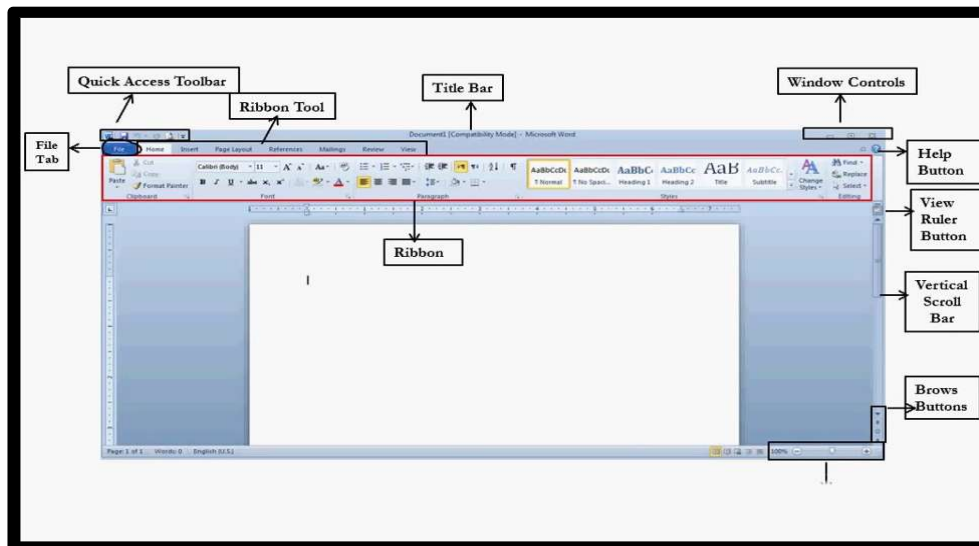 Quick Access Toolbar
Title Bar
Window Controls
Ribbon Tool
File
Tab
Document1 [Compatibility Mode] - Microsoft Word
File Home Insert Page Layout References Mailings Review View
Help
Button
Paste
Cut
Copy
Format Painter
Clipboard
Calibri (Body) 11
Font
Paragraph
AaBbCcDc AaBbCcDc AaBbC AaBbCc AaB AaBbCc.
¶ Normal ¶ No Spaci... Heading 1 Heading 2 Title Subtitle
Change
Styles
Styles
Find
Replace
Select
Editing
View
Ruler
Button
Ribbon
Vertical
Scroll
Bar
Brows
Buttons
Page: 1 of 1 Words: 0 English (U.S.) 100%
...